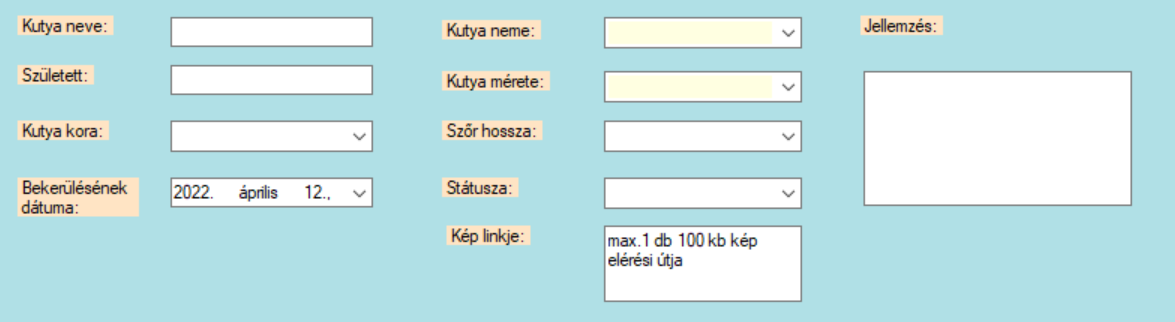 Kutya neve:
Született:
Kutya kora:
Bekerülésének
dátuma:
2022. április 12.,
Kutya neme:
Kutya mérete:
Szőr hossza:
Státusza:
Kép linkje:
max.1 db 100 kb kép
elérési útja
Jellemzés: